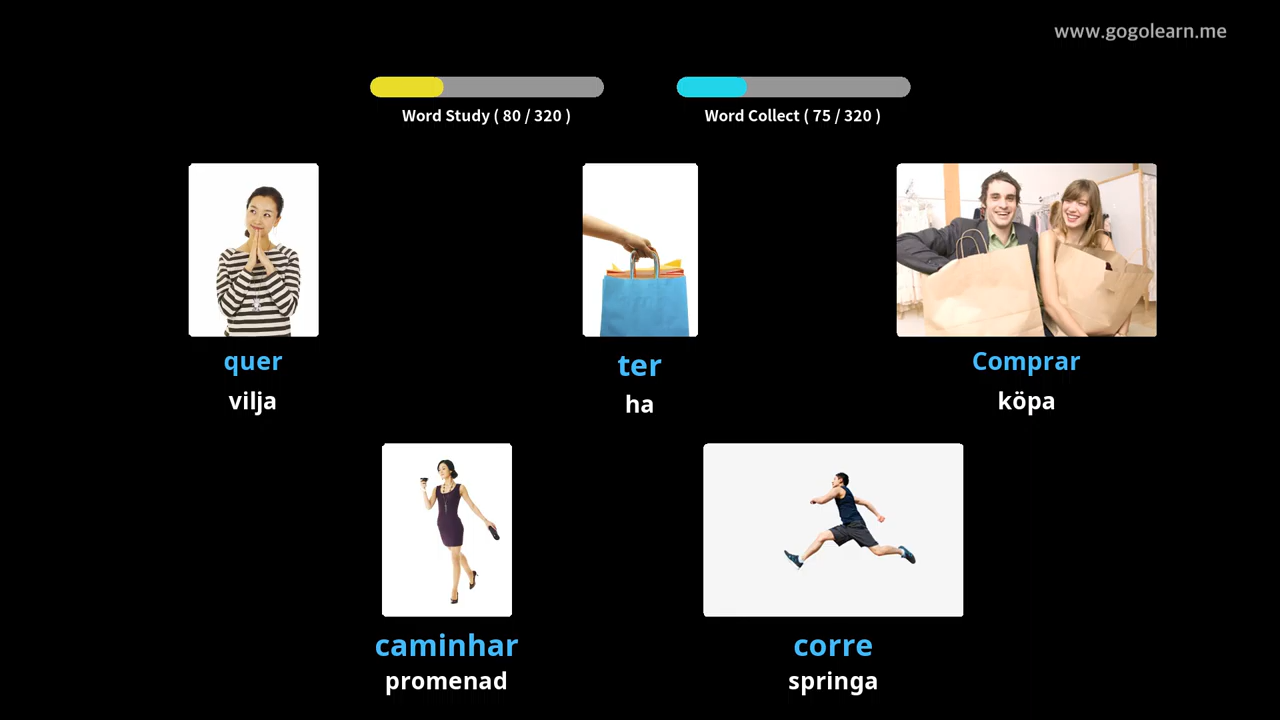 www.gogolearn.me
Word Study ( 80 / 320 )
Word Collect ( 75 / 320 )
quer
ter
Comprar
vilja
ha
köpa
caminhar
corre
promenad
springa